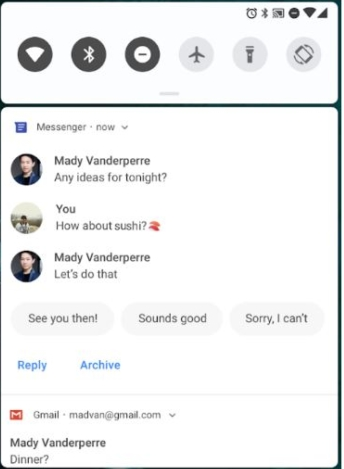 Messenger · now
Mady Vanderperre
Any ideas for tonight?
You
How about sushi?🍣
Mady Vanderperre
Let's do that
See you then!
Sounds good
Sorry, I can't
Reply
Archive
Gmail · madvan@gmail.com
Mady Vanderperre
Dinner?